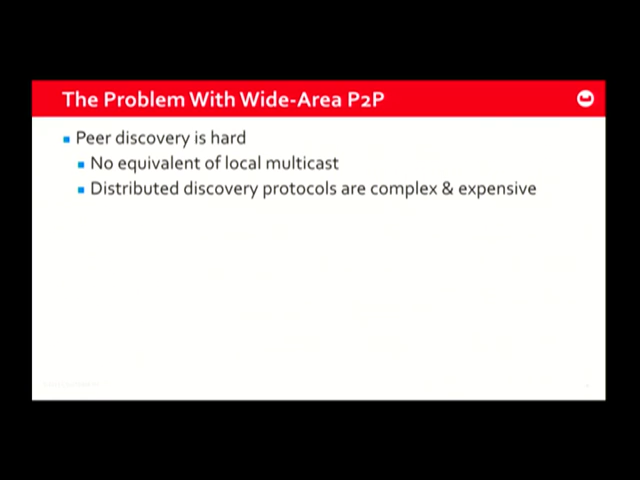 The Problem With Wide-Area P2P
Peer discovery is hard
No equivalent of local multicast
Distributed discovery protocols are complex & expensive